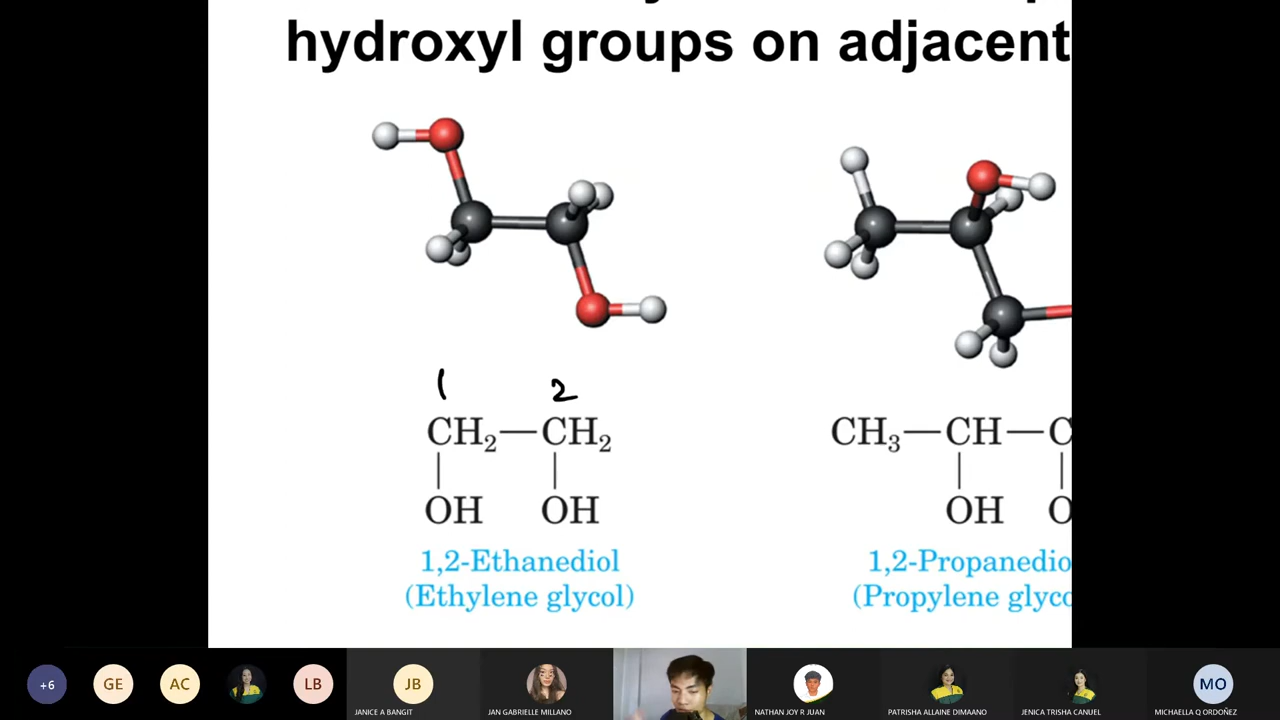 hydroxyl groups on adjacent
1 2
CH₂—CH₂ CH₃—CH—C
OH OH OH O
1,2-Ethanediol 1,2-Propanedio
(Ethylene glycol) (Propylene glyc
+6 GE AC LB JB MO
JANICE A BANGIT JAN GABRIELLE MILLANO NATHAN JOY R JUAN PATRISHA ALLAINE DIMAANO JENICA TRISHA CANUEL MICHAELLA Q ORDOÑEZ